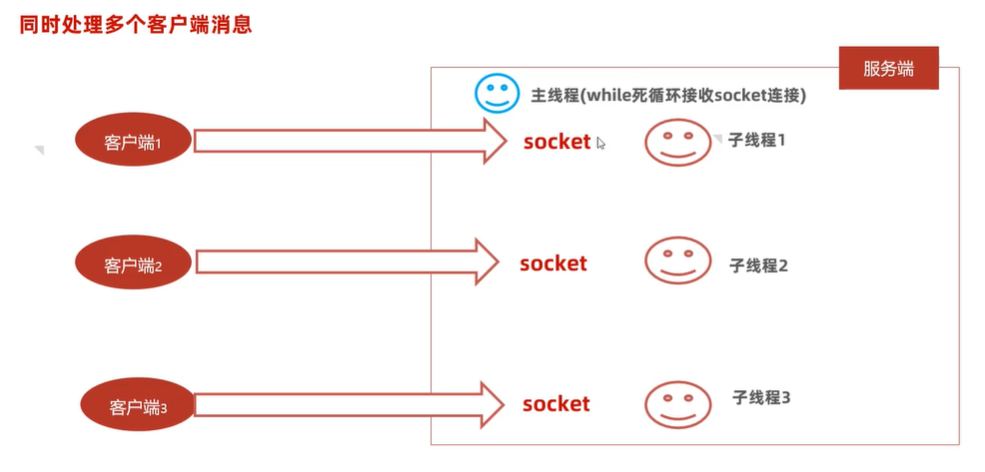 同时处理多个客户端消息
服务端
主线程(while死循环接收socket连接)
客户端1
socket
子线程1
客户端2
socket
子线程2
客户端3
socket
子线程3